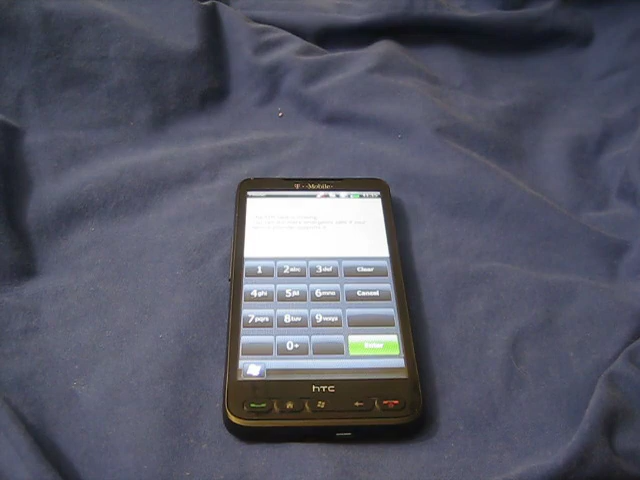 T··Mobile·
1 2abc 3def Clear
4ghi 5jkl 6mno Cancel
7pqrs 8tuv 9wxyz
0+ Enter
hTC